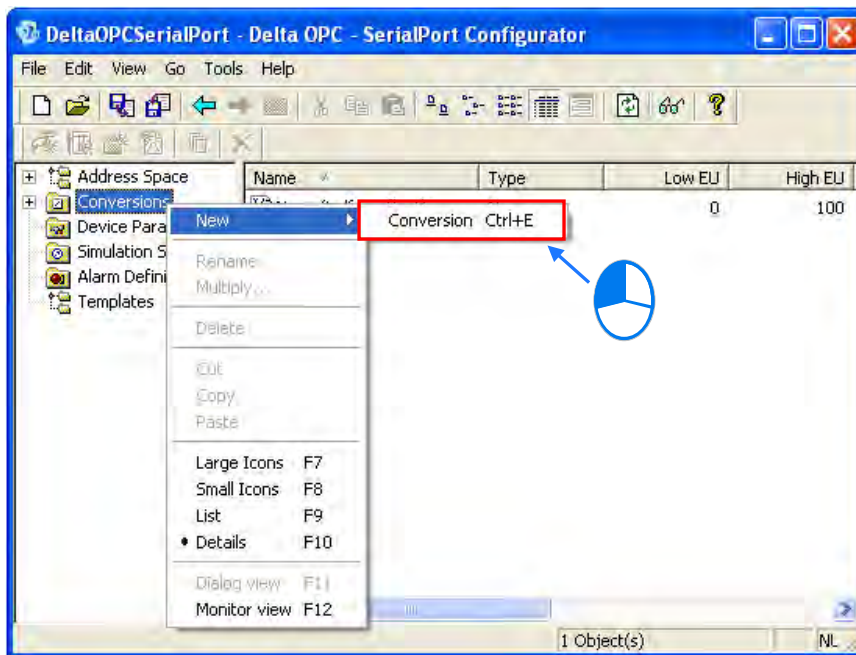 DeltaOPCSerialPort - Delta OPC - SerialPort Configurator
File Edit View Go Tools Help
Name Type Low EU High EU
0 100
Address Space
Conversions
Device Para
Simulation S
Alarm Defini
Templates
New
Conversion Ctrl+E
Rename
Multiply...
Delete
Cut
Copy
Paste
Large Icons F7
Small Icons F8
List F9
Details F10
Dialog view F11
Monitor view F12
1 Object(s) NL